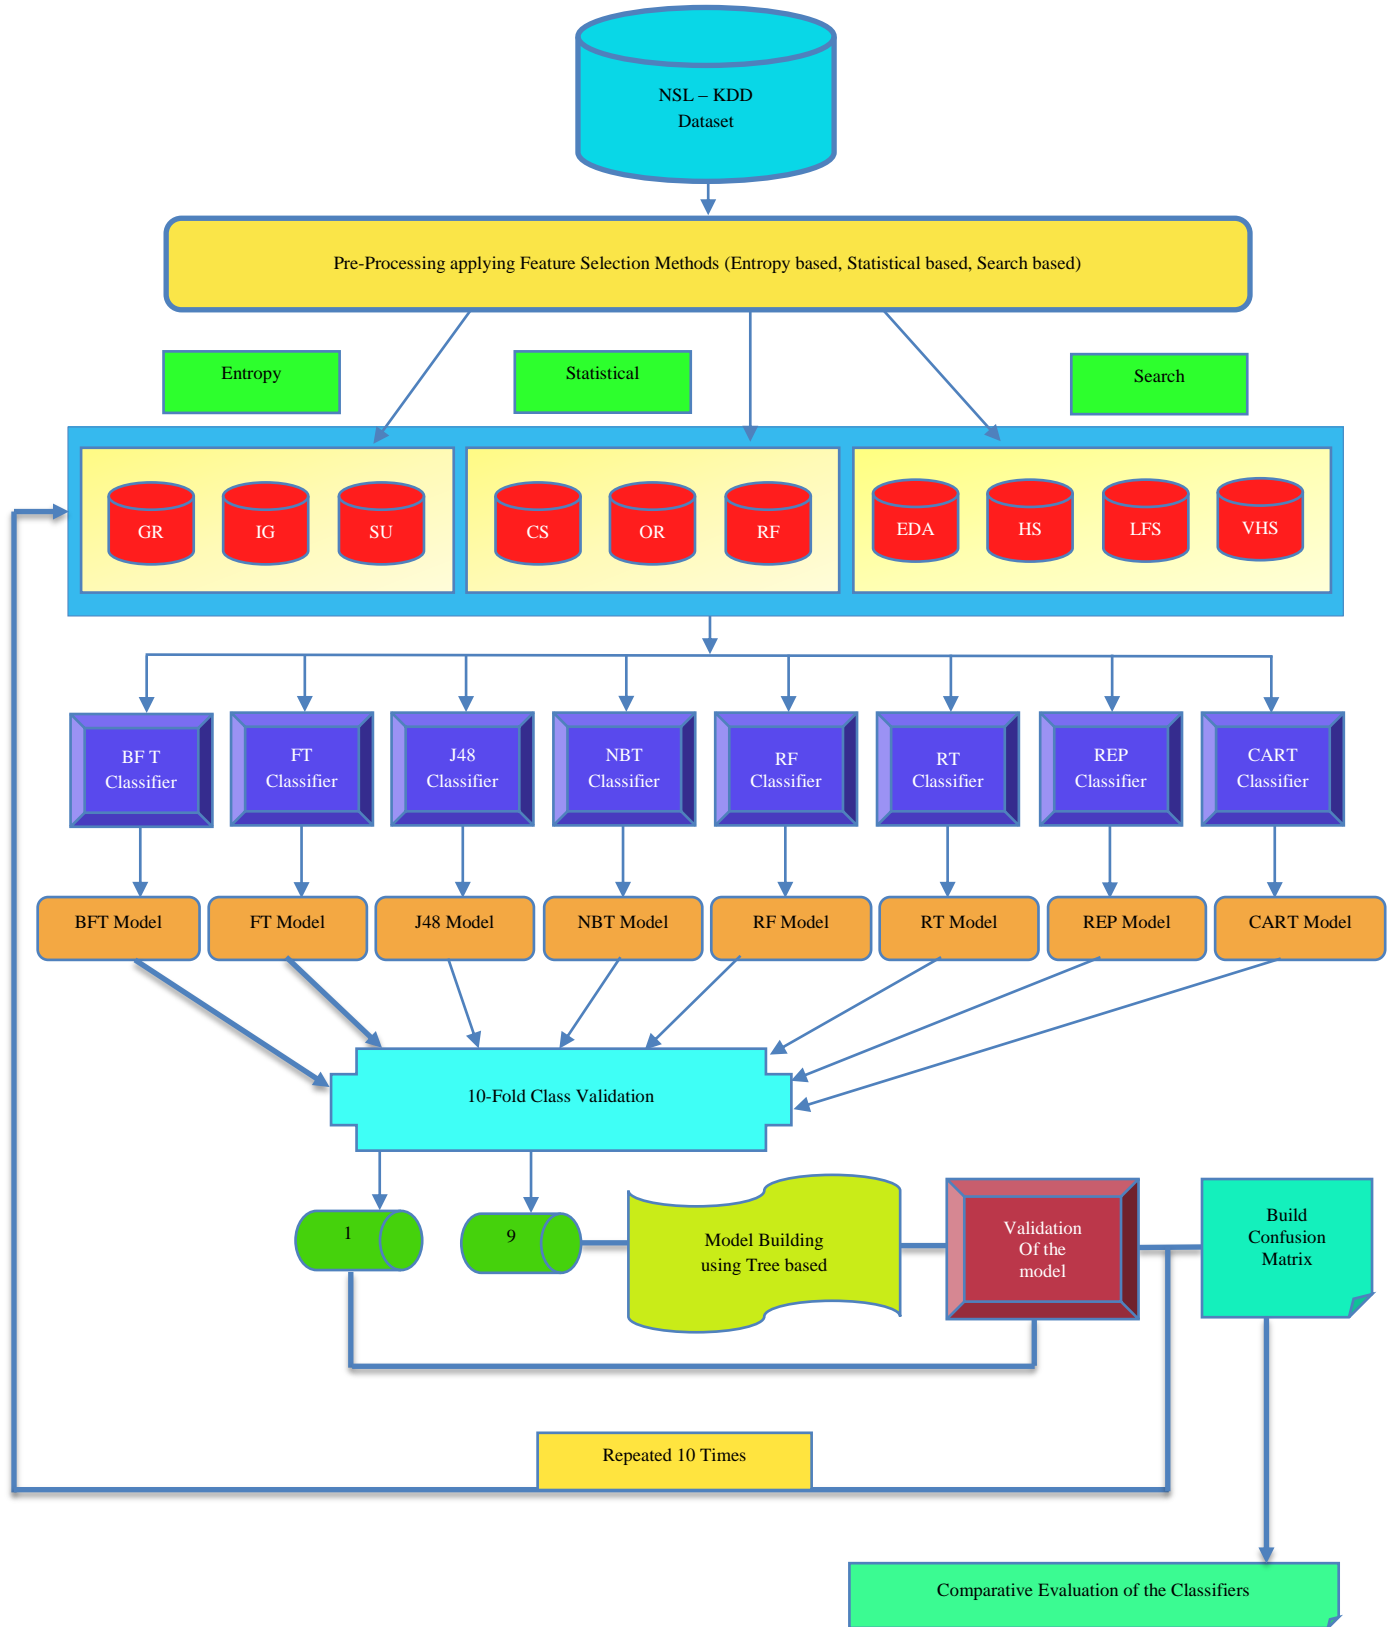 NSL – KDD
Dataset
Pre-Processing applying Feature Selection Methods (Entropy based, Statistical based, Search based)
Entropy
Statistical
Search
GR
IG
SU
CS
OR
RF
EDA
HS
LFS
VHS
BF T
Classifier
FT
Classifier
J48
Classifier
NBT
Classifier
RF
Classifier
RT
Classifier
REP
Classifier
CART
Classifier
BFT Model
FT Model
J48 Model
NBT Model
RF Model
RT Model
REP Model
CART Model
10-Fold Class Validation
1
9
Model Building
using Tree based
Validation
Of the
model
Build
Confusion
Matrix
Repeated 10 Times
Comparative Evaluation of the Classifiers